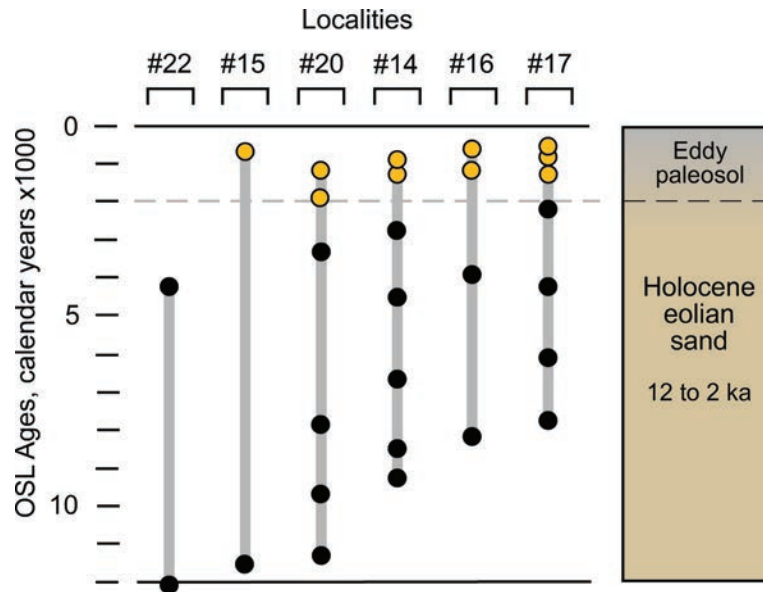 Localities
#22 #15 #20 #14 #16 #17
OSL Ages, calendar years x1000
0
5
10
Eddy
paleosol
Holocene
eolian
sand
12 to 2 ka